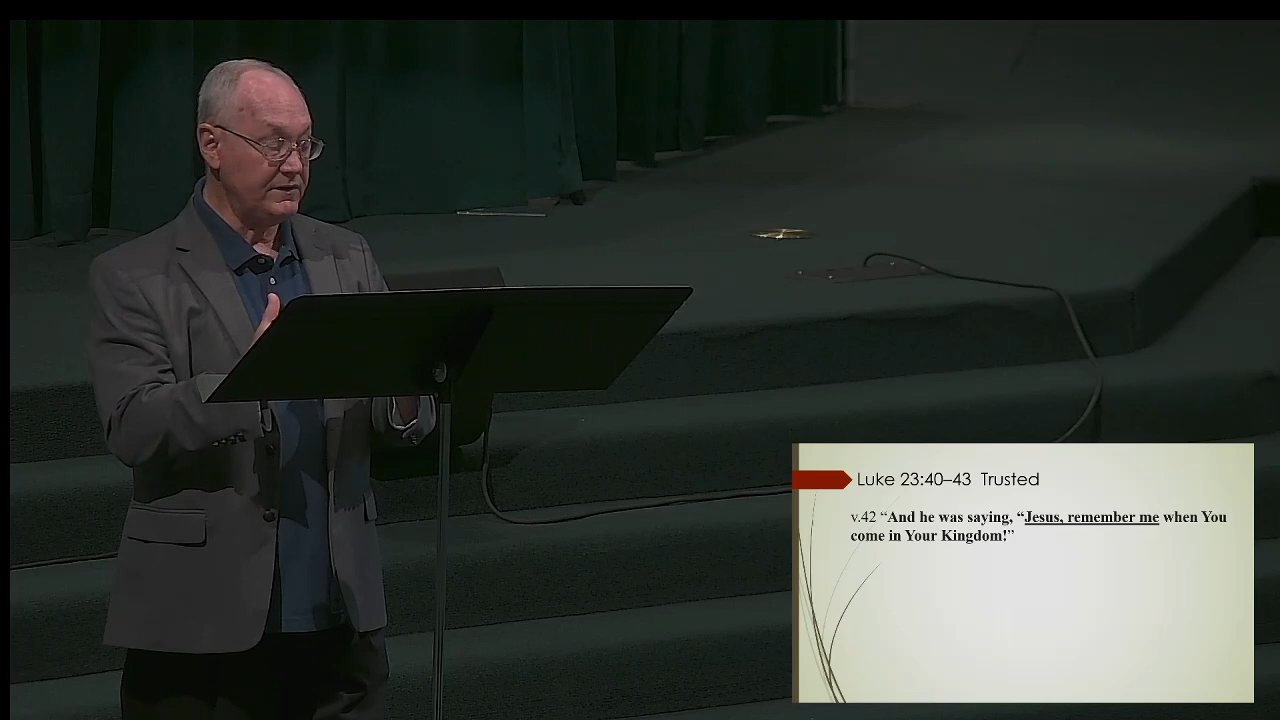 Luke 23:40–43  Trusted
v.42 “And he was saying, “Jesus, remember me when You
come in Your Kingdom!”